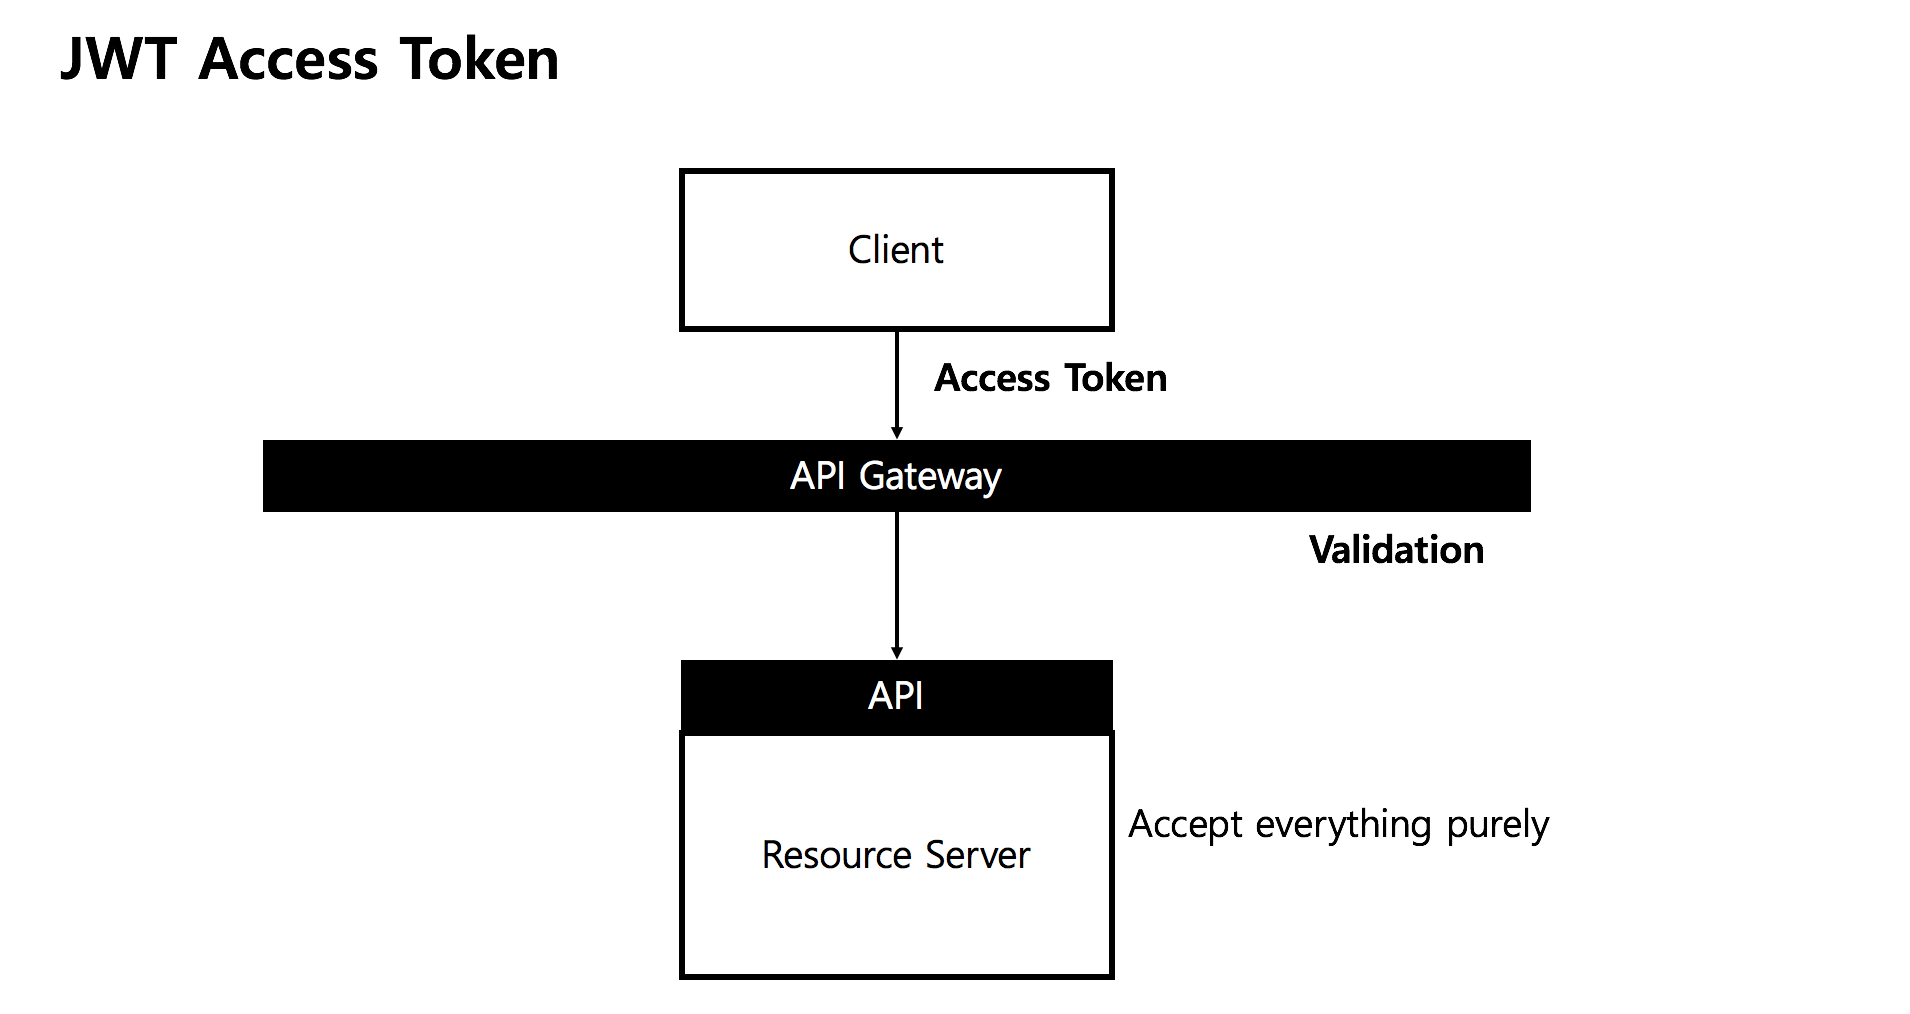 JWT Access Token
Client
Access Token
API Gateway
Validation
API
Accept everything purely
Resource Server